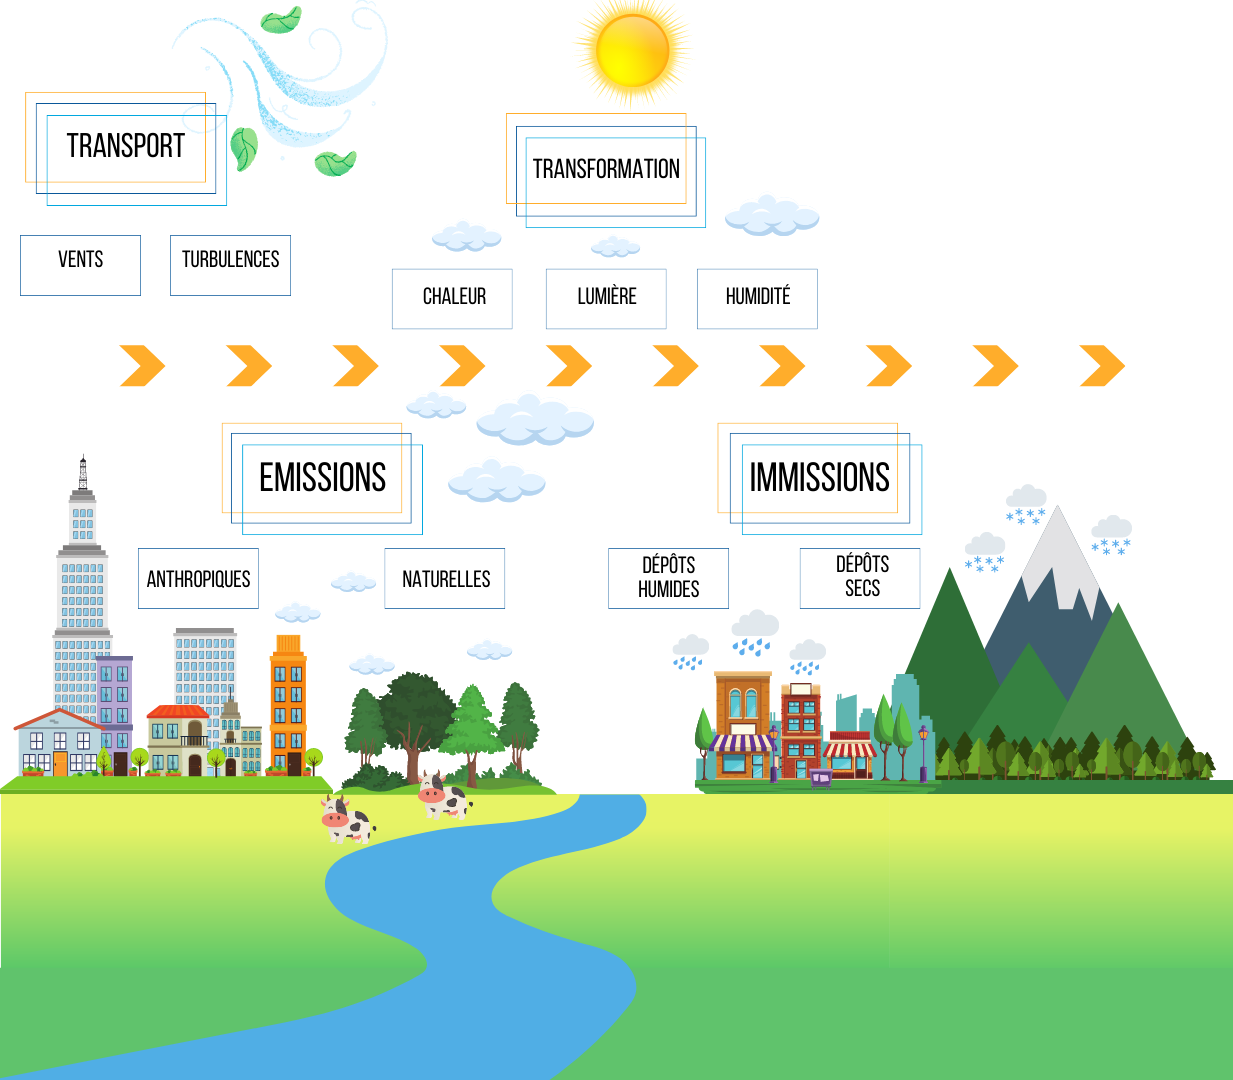 TRANSPORT
VENTS
TURBULENCES
TRANSFORMATION
CHALEUR
LUMIÈRE
HUMIDITÉ
EMISSIONS
ANTHROPIQUES
NATURELLES
IMMISSIONS
DÉPÔTS
HUMIDES
DÉPÔTS
SECS